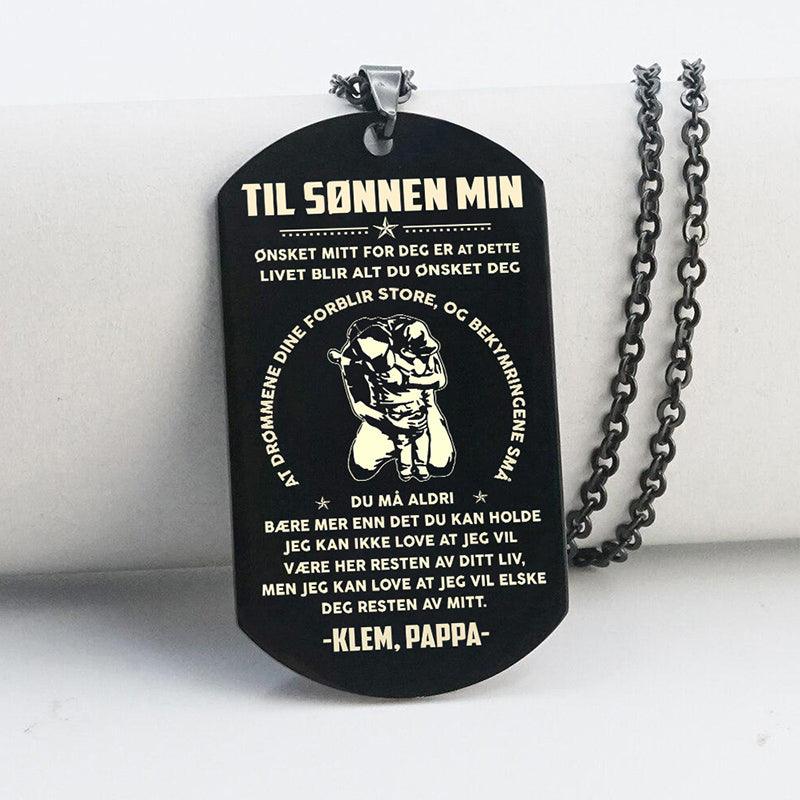 TIL SØNNEN MIN
ØNSKET MITT FOR DEG ER AT DETTE
LIVET BLIR ALT DU ØNSKET DEG
AT DRØMMENE DINE FORBLIR STORE, OG BEKYMRINGENE SMÅ
DU MÅ ALDRI
BÆRE MER ENN DET DU KAN HOLDE
JEG KAN IKKE LOVE AT JEG VIL
VÆRE HER RESTEN AV DITT LIV,
MEN JEG KAN LOVE AT JEG VIL ELSKE
DEG RESTEN AV MITT.
-KLEM, PAPPA-